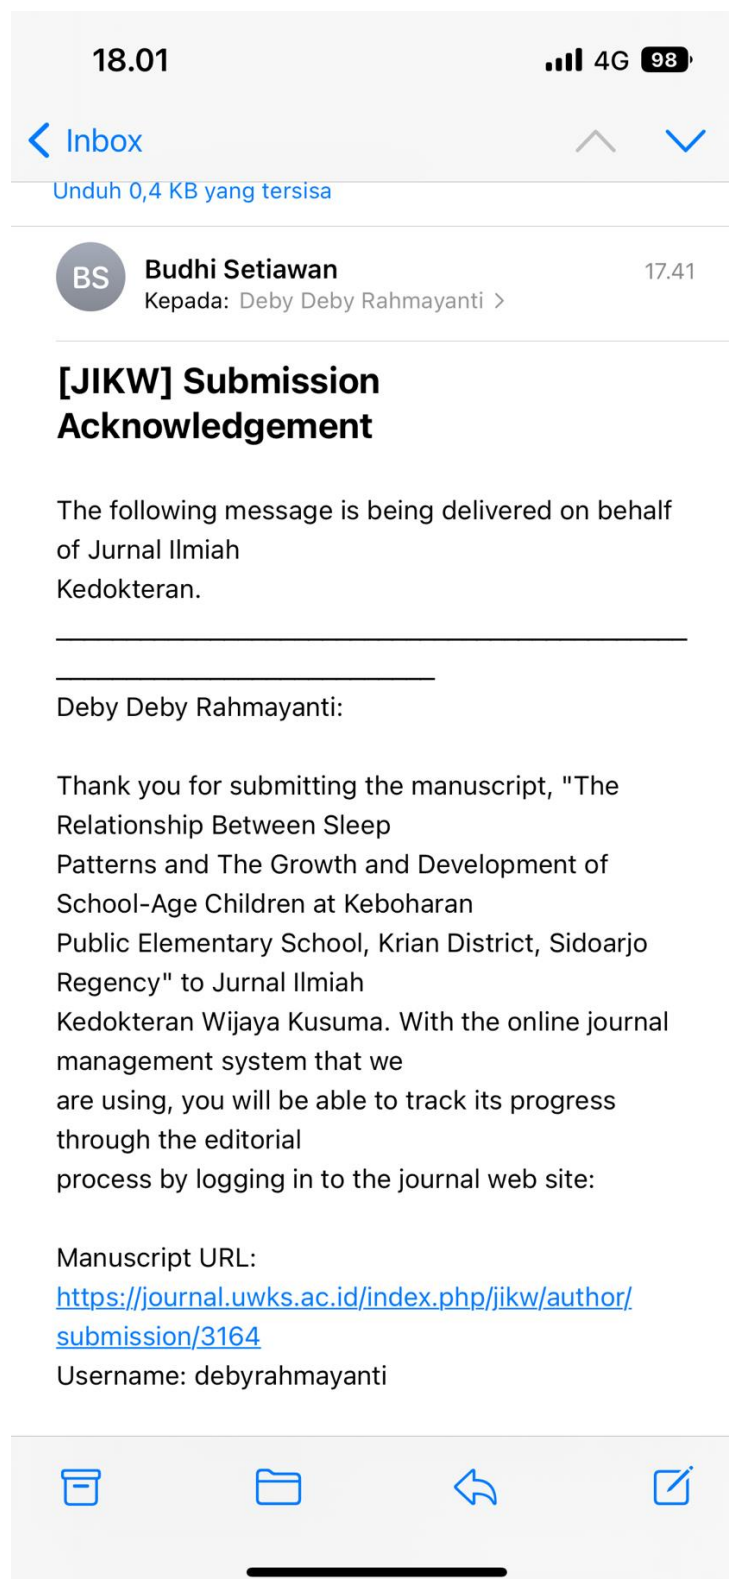 18.01
4G 98
Inbox
Unduh 0,4 KB yang tersisa
BS
Budhi Setiawan
17.41
Kepada: Deby Deby Rahmayanti >
[JIKW] Submission
Acknowledgement
The following message is being delivered on behalf
of Jurnal Ilmiah
Kedokteran.
Deby Deby Rahmayanti:
Thank you for submitting the manuscript, "The
Relationship Between Sleep
Patterns and The Growth and Development of
School-Age Children at Keboharan
Public Elementary School, Krian District, Sidoarjo
Regency" to Jurnal Ilmiah
Kedokteran Wijaya Kusuma. With the online journal
management system that we
are using, you will be able to track its progress
through the editorial
process by logging in to the journal web site:
Manuscript URL:
https://journal.uwks.ac.id/index.php/jikw/author/
submission/3164
Username: debyrahmayanti